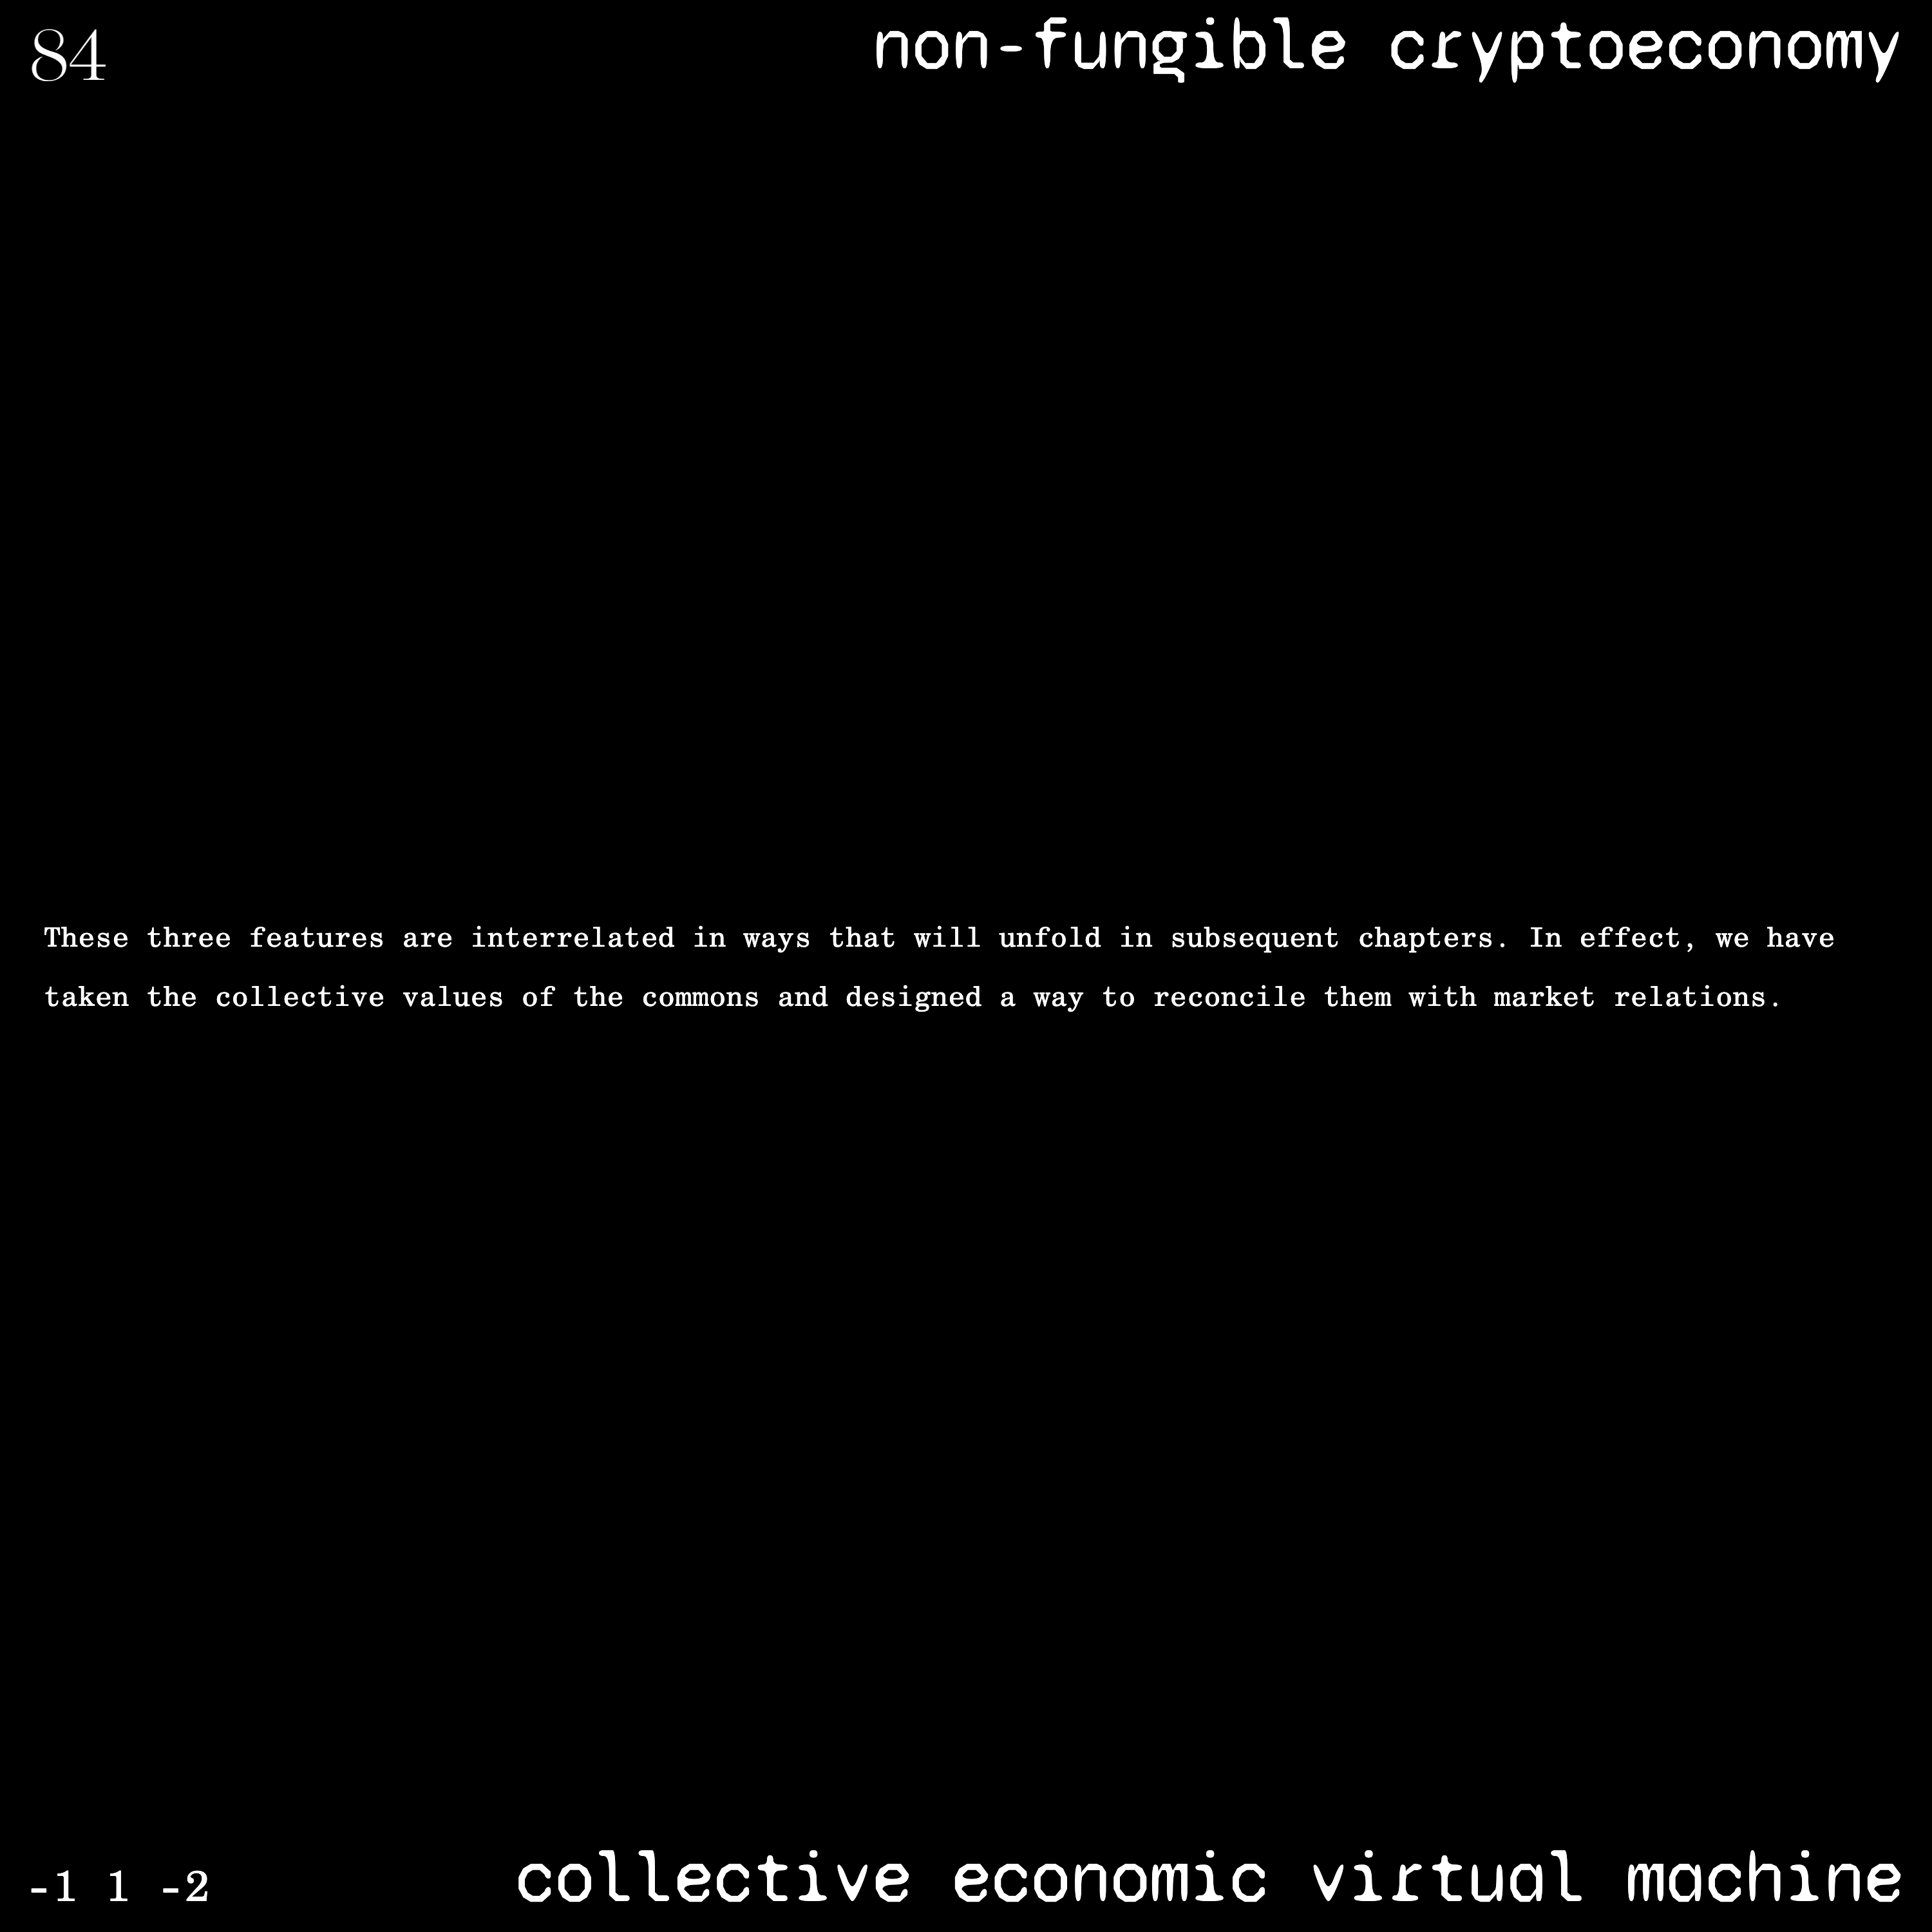 84
non-fungible cryptoeconomy
These three features are interrelated in ways that will unfold in subsequent chapters. In effect, we have
taken the collective values of the commons and designed a way to reconcile them with market relations.
-1 1 -2
collective economic virtual machine